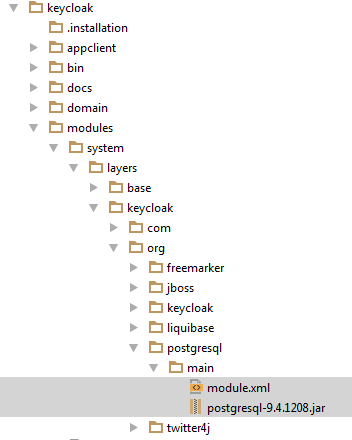 keycloak
.installation
appclient
bin
docs
domain
modules
system
layers
base
keycloak
com
org
freemarker
jboss
keycloak
liquibase
postgresql
main
module.xml
postgresql-9.4.1208.jar
twitter4j